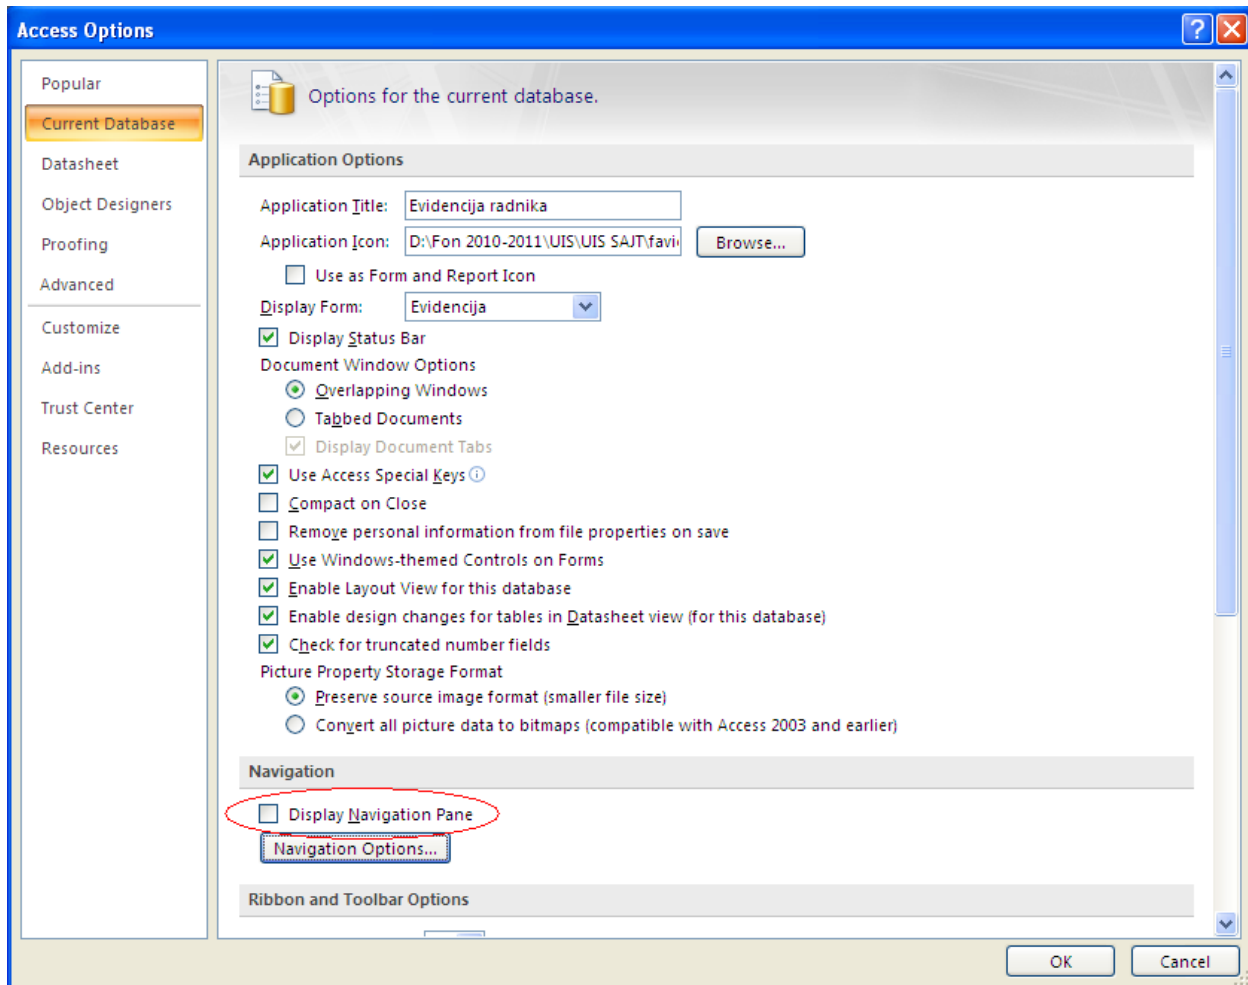 Access Options
Popular
Current Database
Datasheet
Object Designers
Proofing
Advanced
Customize
Add-ins
Trust Center
Resources
Options for the current database.
Application Options
Application Title: Evidencija radnika
Application Icon: D:\Fon 2010-2011\UIS\UIS SAJT\favi Browse...
Use as Form and Report Icon
Display Form: Evidencija
Display Status Bar
Document Window Options
Overlapping Windows
Tabbed Documents
Display Document Tabs
Use Access Special Keys
Compact on Close
Remove personal information from file properties on save
Use Windows-themed Controls on Forms
Enable Layout View for this database
Enable design changes for tables in Datasheet view (for this database)
Check for truncated number fields
Picture Property Storage Format
Preserve source image format (smaller file size)
Convert all picture data to bitmaps (compatible with Access 2003 and earlier)
Navigation
Display Navigation Pane
Navigation Options...
Ribbon and Toolbar Options
OK Cancel